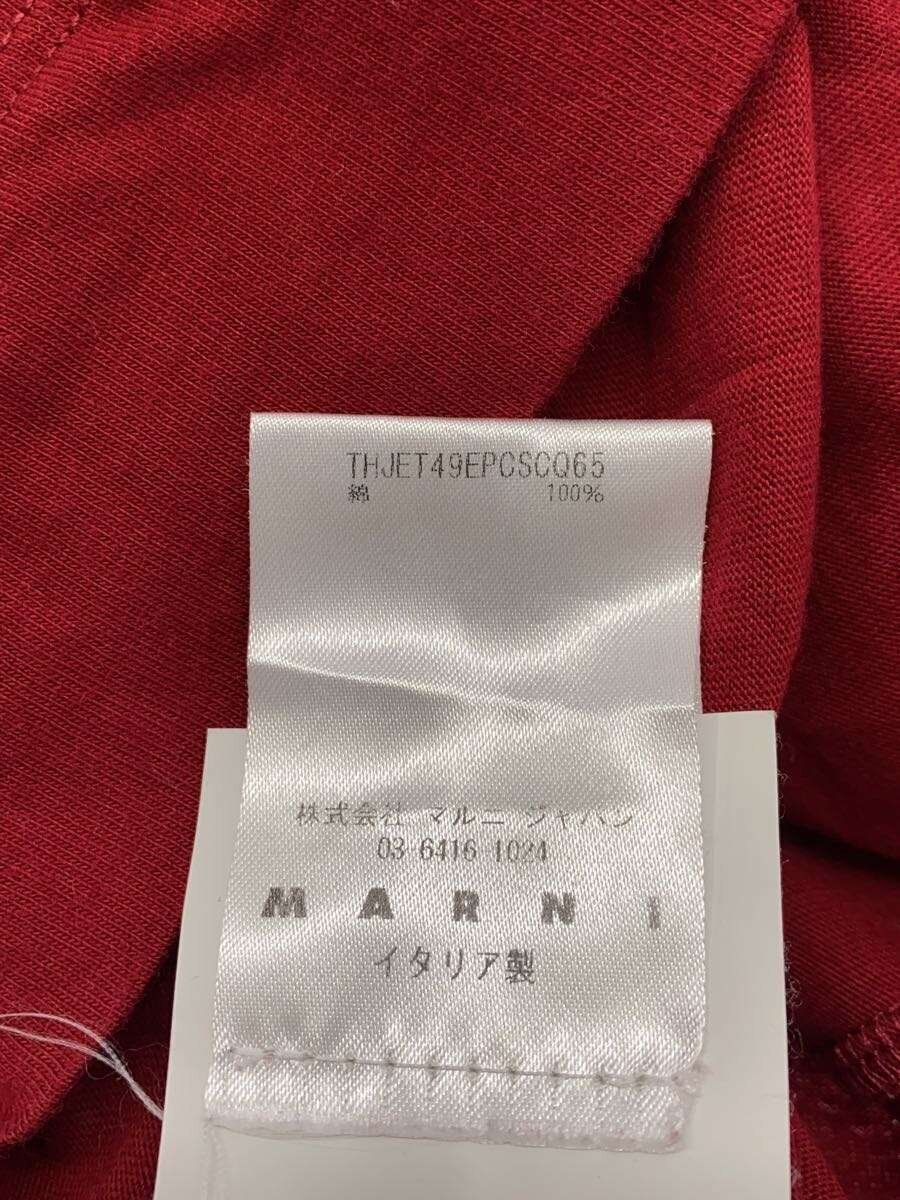 THJET49EPCSCQ65
綿 100%
株式会社 マルニ ジャパン
03-6416-1024
MARNI
イタリア製